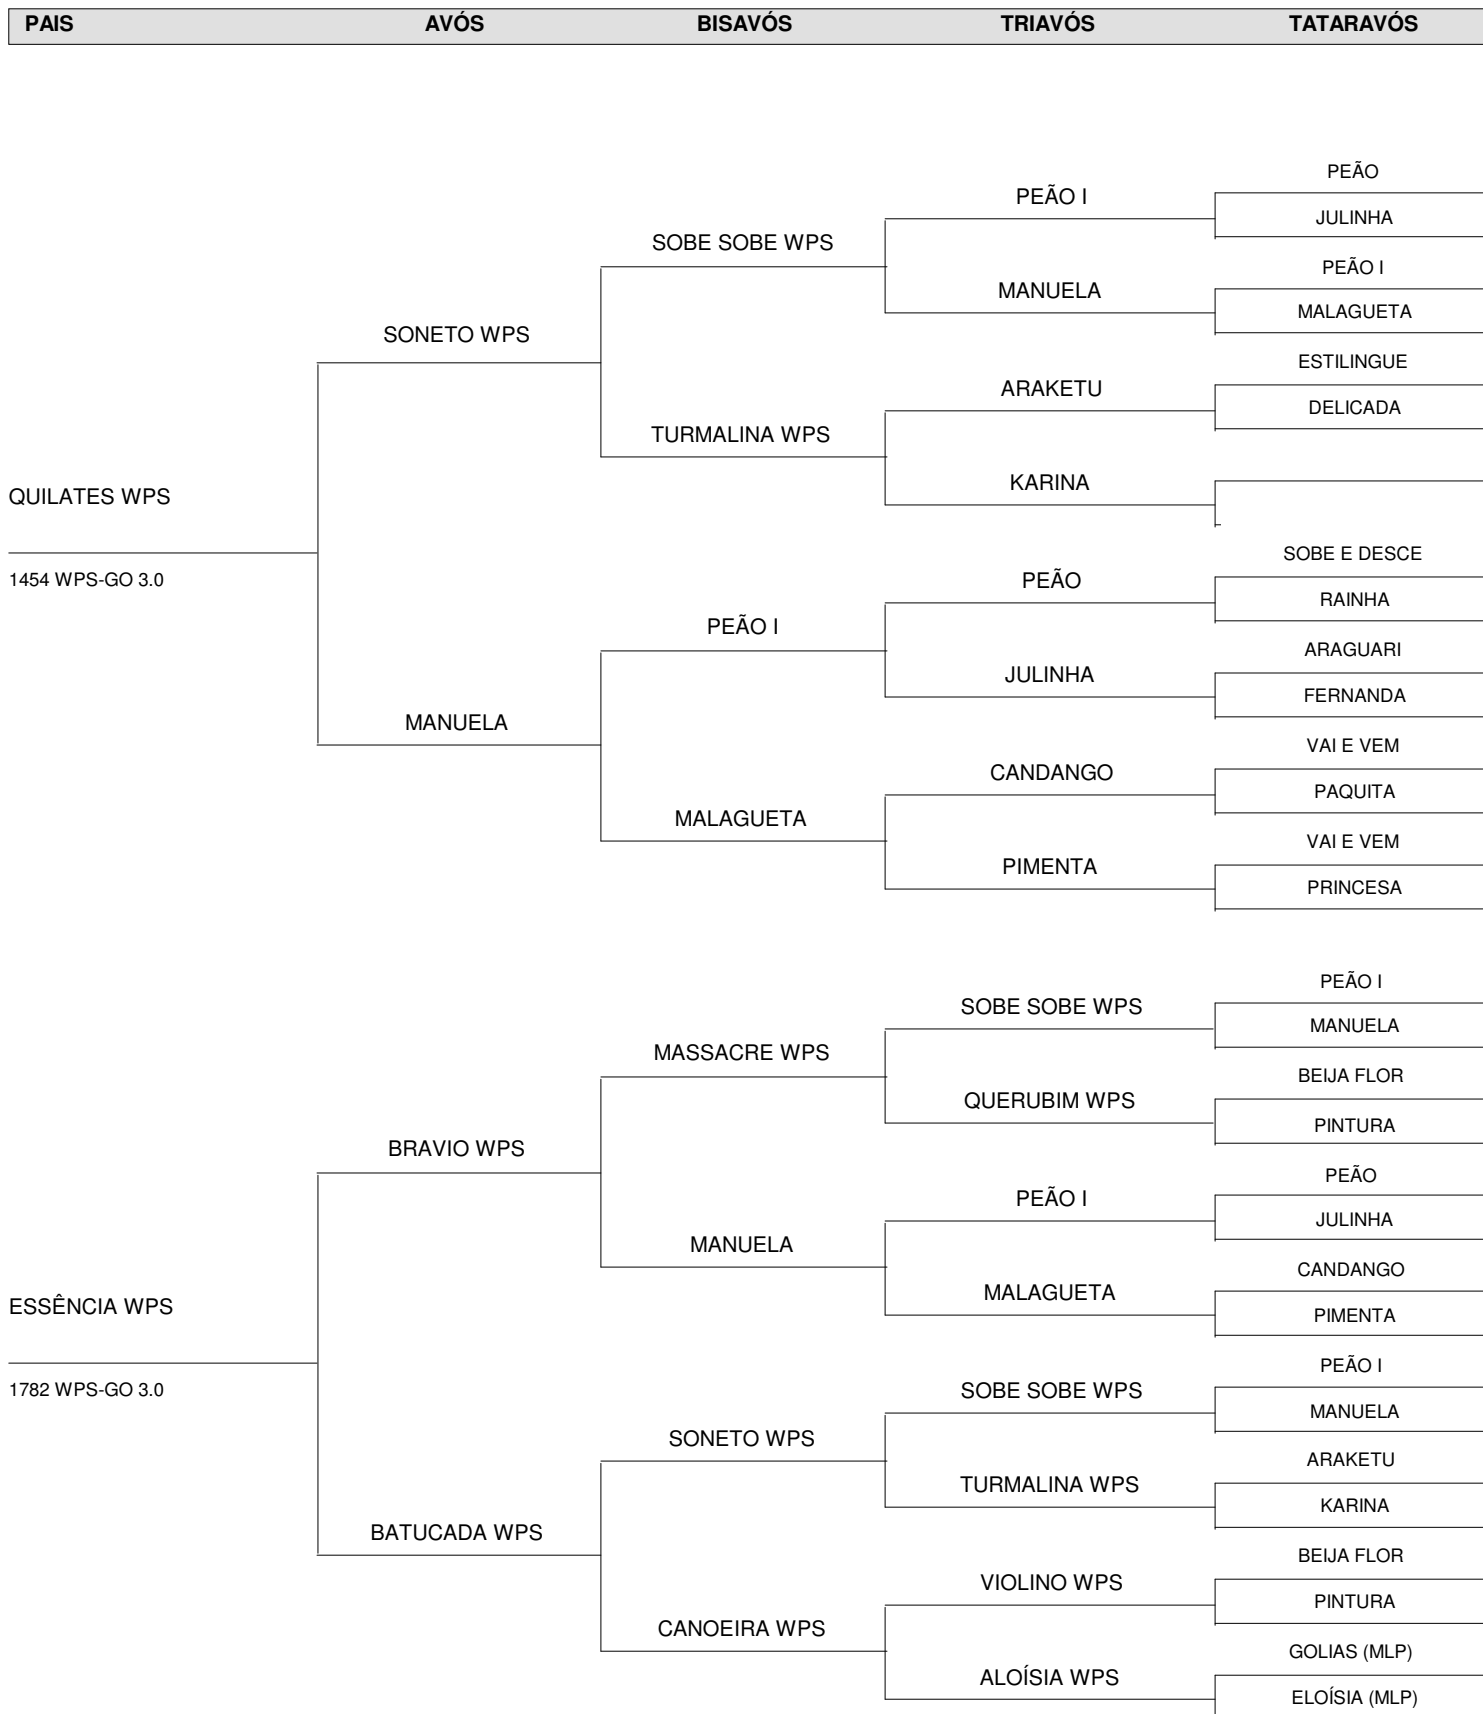 PAIS AVÓS BISAVÓS TRIAVÓS TATARAVÓS
PEÃO
PEÃO I
JULINHA
SOBE SOBE WPS
PEÃO I
MANUELA
MALAGUETA
SONETO WPS
ESTILINGUE
ARAKETU
DELICADA
TURMALINA WPS
KARINA
QUILATES WPS
SOBE E DESCE
1454 WPS-GO 3.0
PEÃO
RAINHA
PEÃO I
ARAGUARI
JULINHA
FERNANDA
MANUELA
VAI E VEM
CANDANGO
PAQUITA
MALAGUETA
VAI E VEM
PIMENTA
PRINCESA
PEÃO I
SOBE SOBE WPS
MANUELA
MASSACRE WPS
BEIJA FLOR
QUERUBIM WPS
PINTURA
BRAVIO WPS
PEÃO
PEÃO I
JULINHA
MANUELA
CANDANGO
MALAGUETA
ESSÊNCIA WPS
PIMENTA
PEÃO I
1782 WPS-GO 3.0
SOBE SOBE WPS
MANUELA
SONETO WPS
ARAKETU
TURMALINA WPS
KARINA
BATUCADA WPS
BEIJA FLOR
VIOLINO WPS
PINTURA
CANOEIRA WPS
GOLIAS (MLP)
ALOÍSIA WPS
ELOÍSIA (MLP)